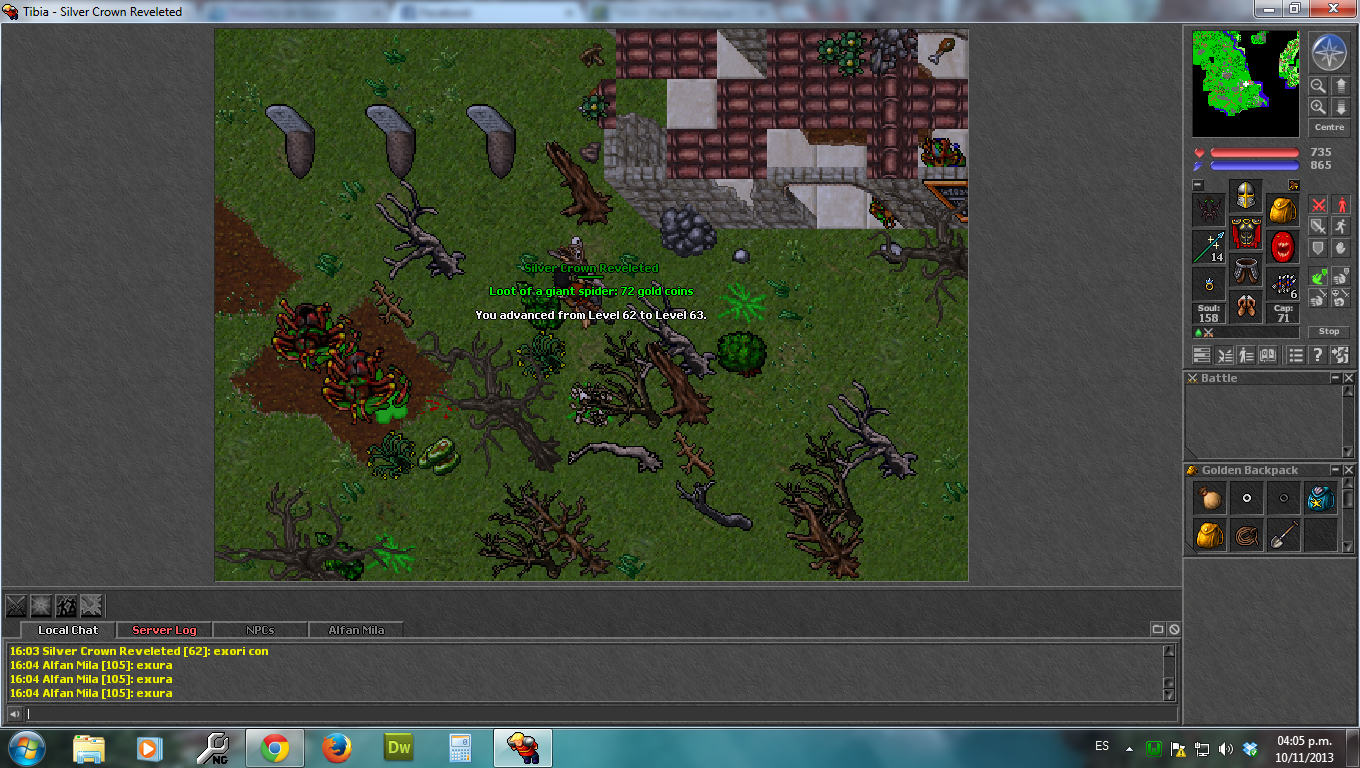 Tibia - Silver Crown Reveleted
Centre
735
865
14
6
Soul:
158
Cap:
71
Stop
Silver Crown Reveleted
Loot of a giant spider: 72 gold coins
You advanced from Level 62 to Level 63.
Battle
Golden Backpack
Local Chat
Server Log
NPCs
Alfan Mila
16:03 Silver Crown Reveleted [62]: exori con
16:04 Alfan Mila [105]: exura
16:04 Alfan Mila [105]: exura
16:04 Alfan Mila [105]: exura
NG
Dw
ES
04:05 p.m.
10/11/2013